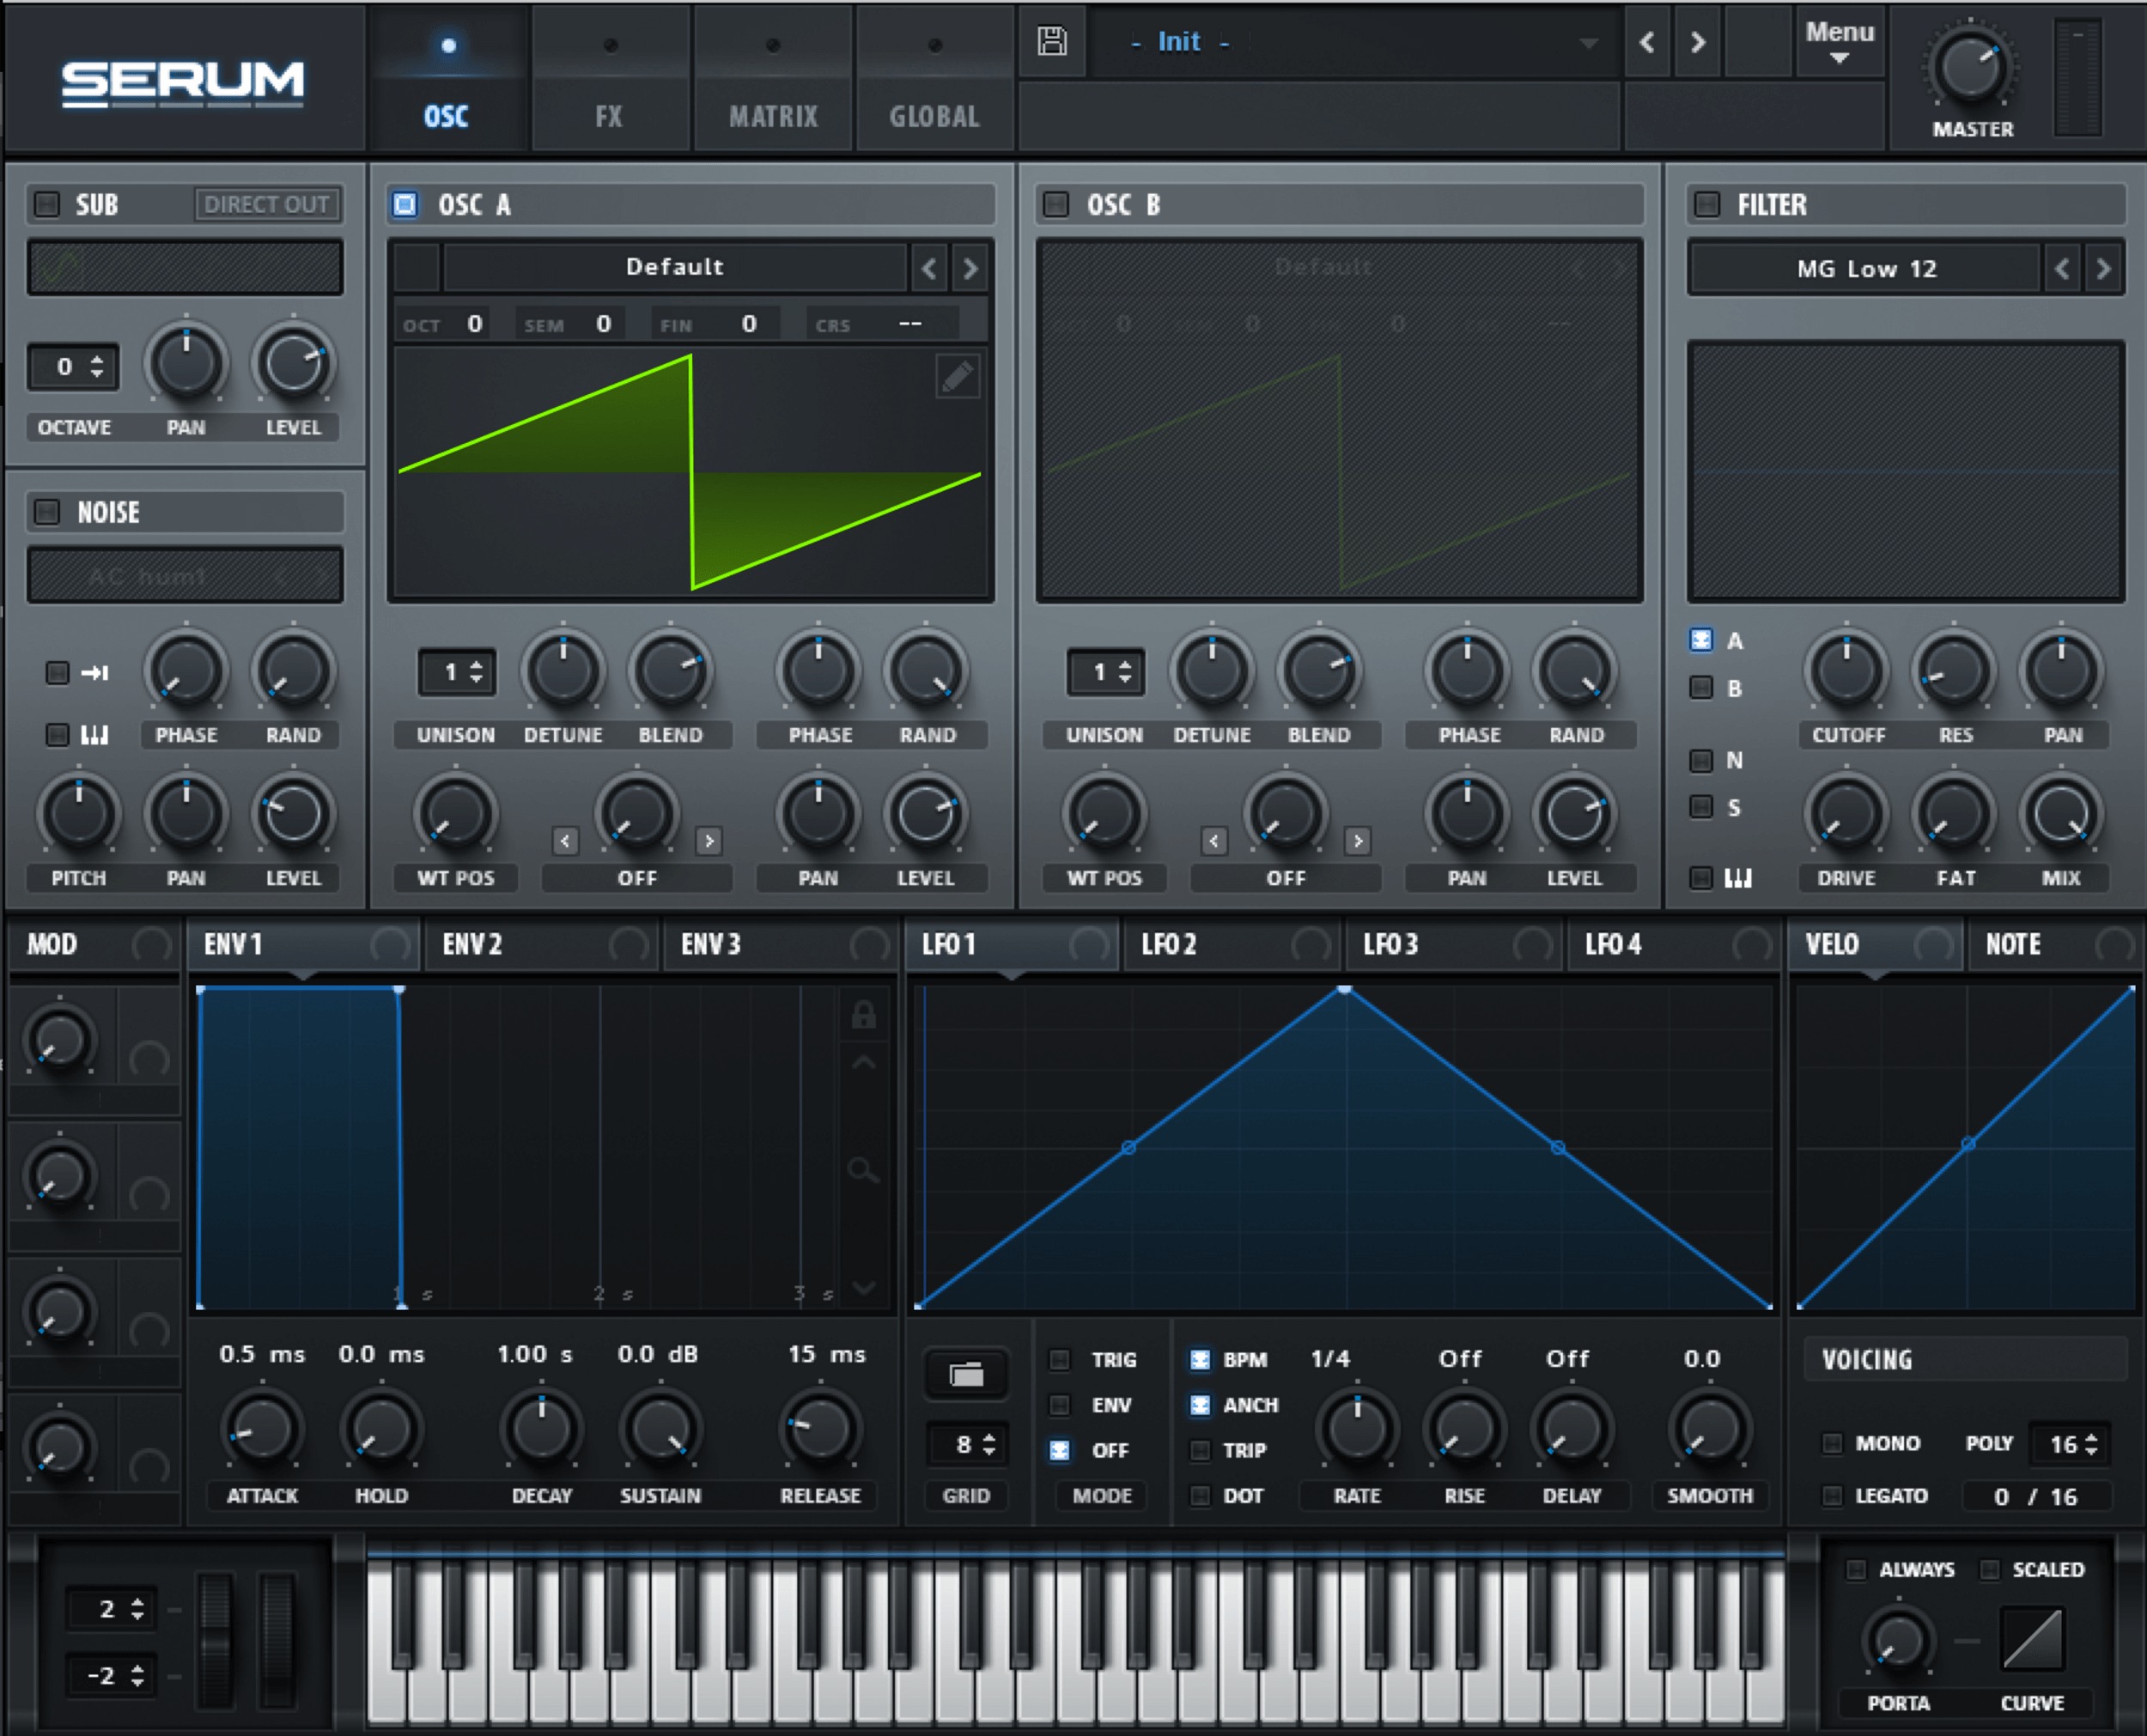 SERUM
OSC FX MATRIX GLOBAL
- Init -
Menu
MASTER
SUB DIRECT OUT
0
OCTAVE PAN LEVEL
NOISE
AC hum1
PHASE RAND
PITCH PAN LEVEL
OSC A
Default
OCT 0 SEM 0 FIN 0 CRS --
1
UNISON DETUNE BLEND PHASE RAND
WT POS OFF PAN LEVEL
OSC B
Default
0 0 0 --
1
UNISON DETUNE BLEND PHASE RAND
WT POS OFF PAN LEVEL
FILTER
MG Low 12
A
B
N
S
CUTOFF RES PAN
DRIVE FAT MIX
MOD ENV 1 ENV 2 ENV 3 LFO 1 LFO 2 LFO 3 LFO 4 VELO NOTE
1 s 2 s 3 s
0.5 ms 0.0 ms 1.00 s 0.0 dB 15 ms
ATTACK HOLD DECAY SUSTAIN RELEASE
8
GRID
TRIG
ENV
OFF
MODE
BPM
ANCH
TRIP
DOT
1/4 Off Off 0.0
RATE RISE DELAY SMOOTH
VOICING
MONO POLY 16
LEGATO 0 / 16
2
-2
ALWAYS SCALED
PORTA CURVE